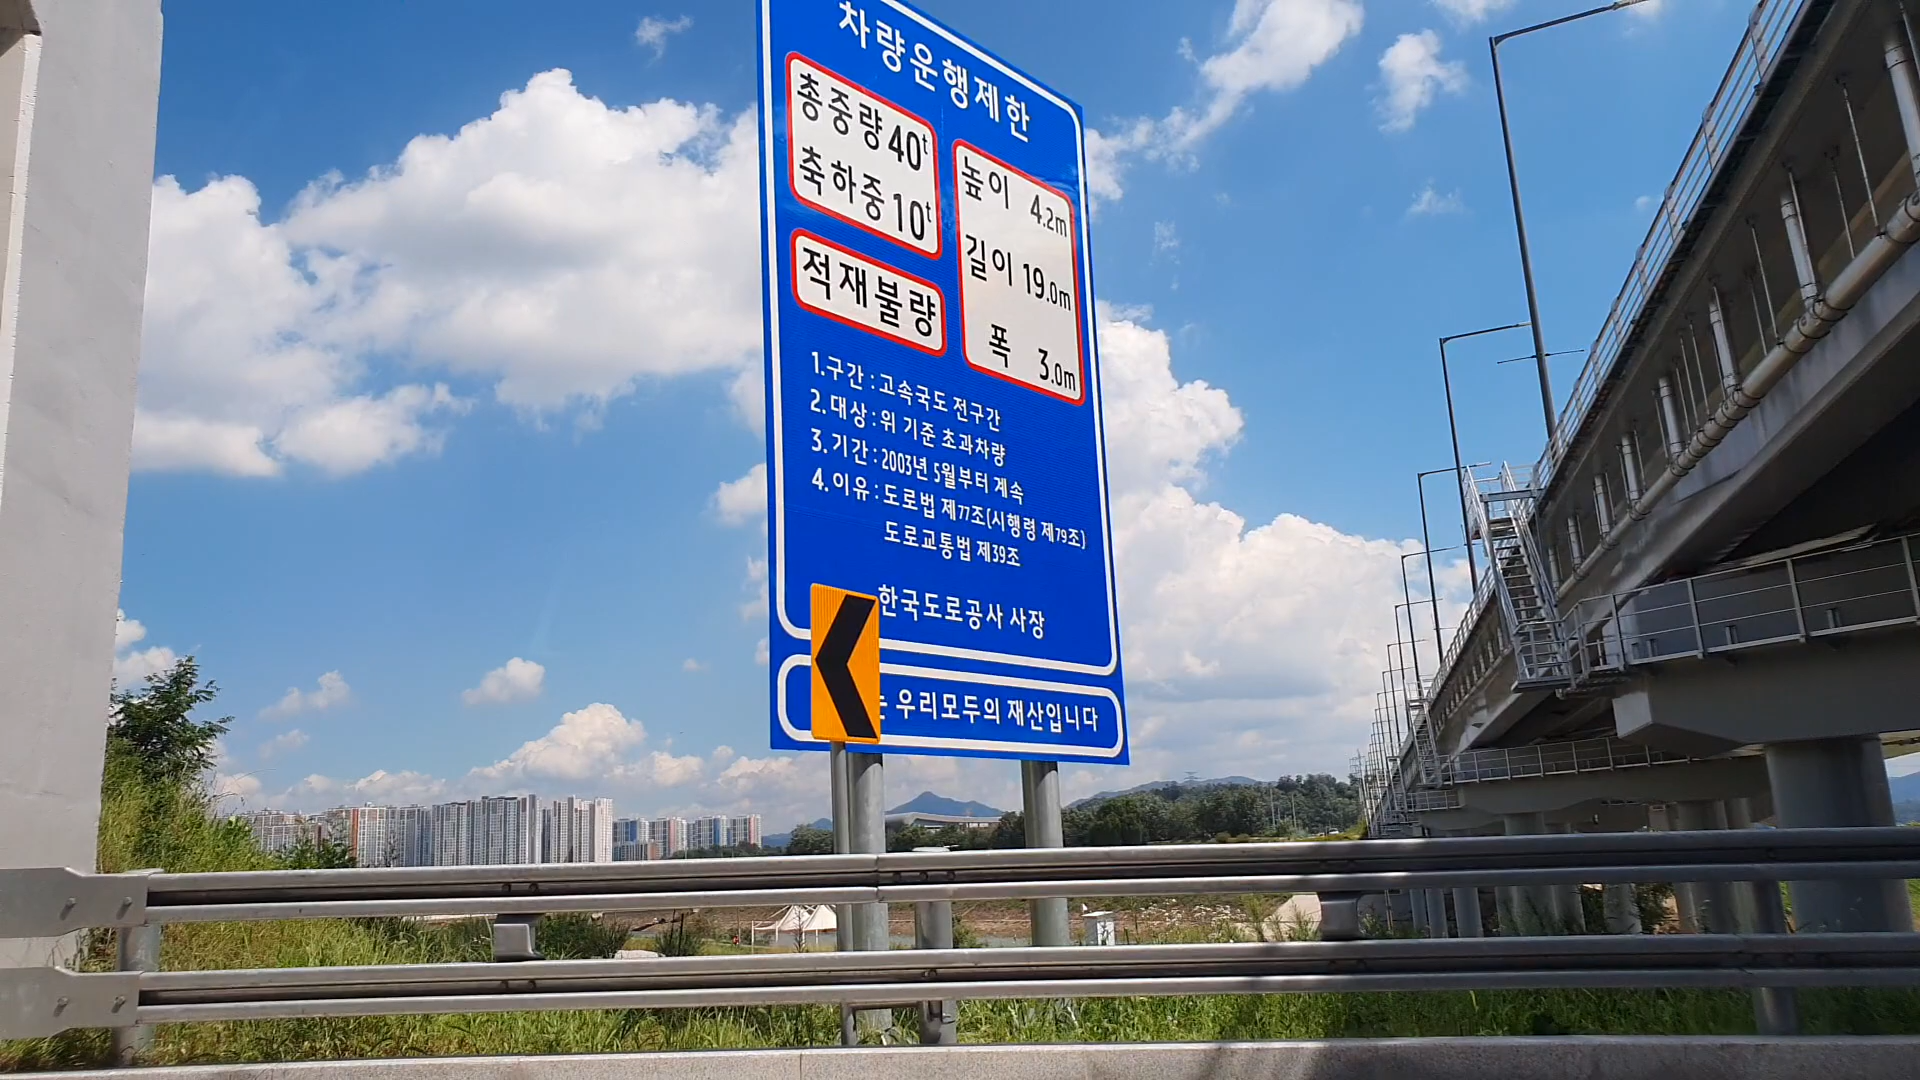 차량운행제한
총중량 40t
축하중 10t
적재불량
높이 4.2m
길이 19.0m
폭 3.0m
1.구간 : 고속국도 전구간
2.대상 : 위 기준 초과차량
3.기간 : 2003년 5월부터 계속
4.이유 : 도로법 제77조(시행령 제79조)
도로교통법 제39조
한국도로공사 사장
우리모두의 재산입니다